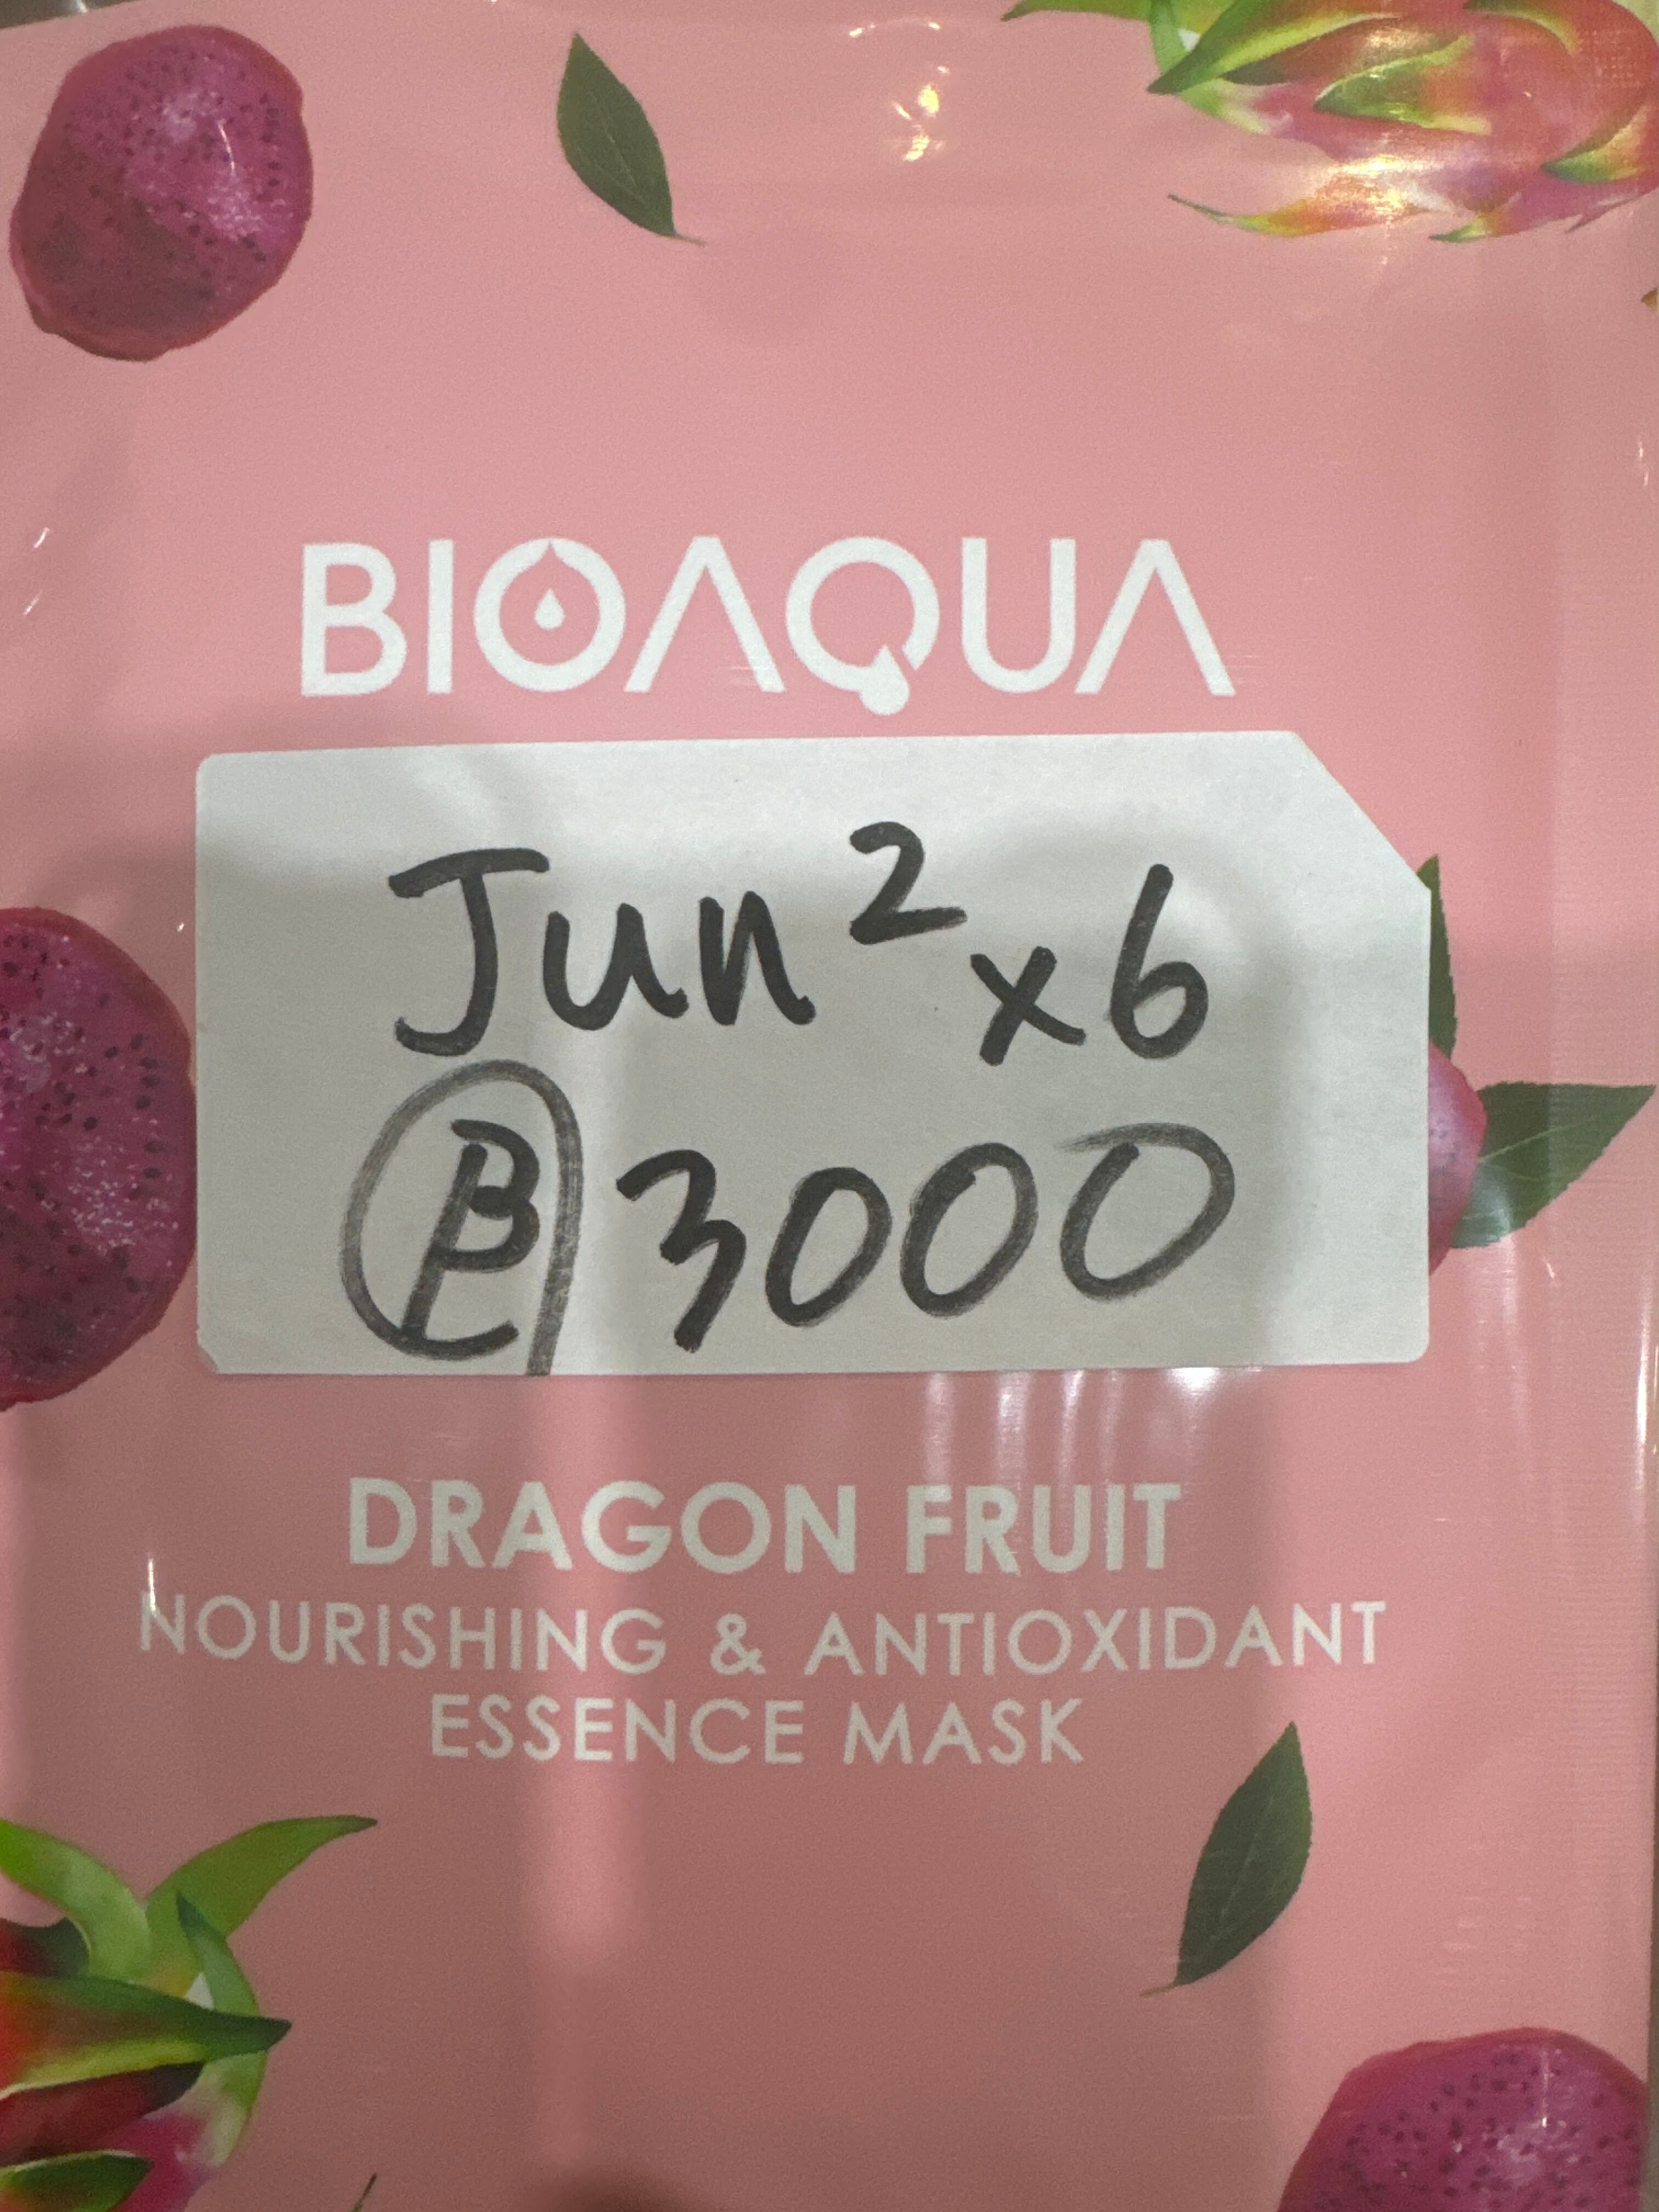 BIOAQUA
Jun² x6
3000
DRAGON FRUIT
NOURISHING & ANTIOXIDANT
ESSENCE MASK